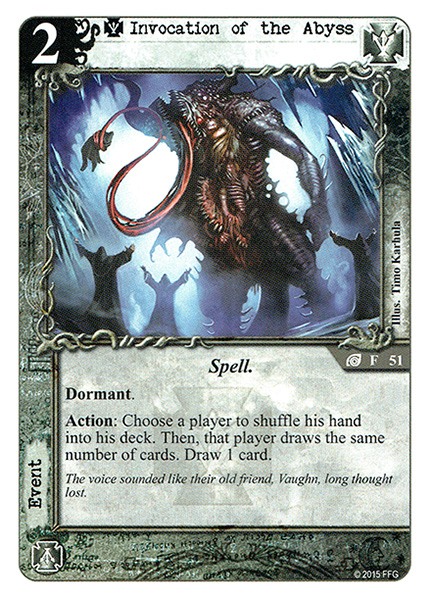 2
Invocation of the Abyss
Illus. Timo Karhula
F 51
Spell.
Dormant.
Action: Choose a player to shuffle his hand
into his deck. Then, that player draws the same
number of cards. Draw 1 card.
The voice sounded like their old friend, Vaughn, long thought
lost.
Event
© 2015 FFG